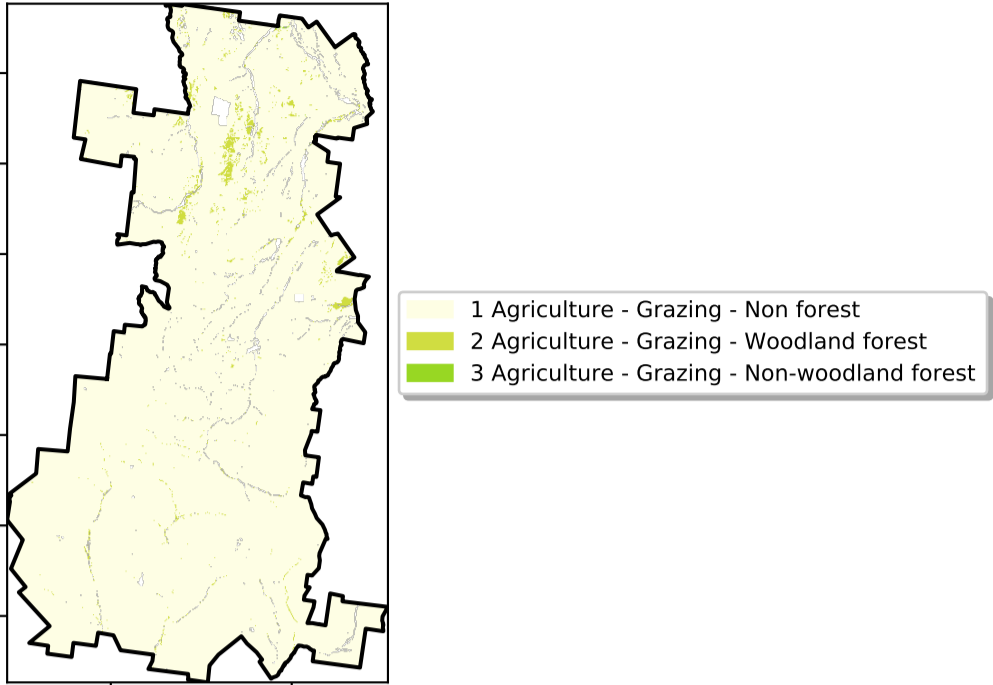 1 Agriculture - Grazing - Non forest
2 Agriculture - Grazing - Woodland forest
3 Agriculture - Grazing - Non-woodland forest